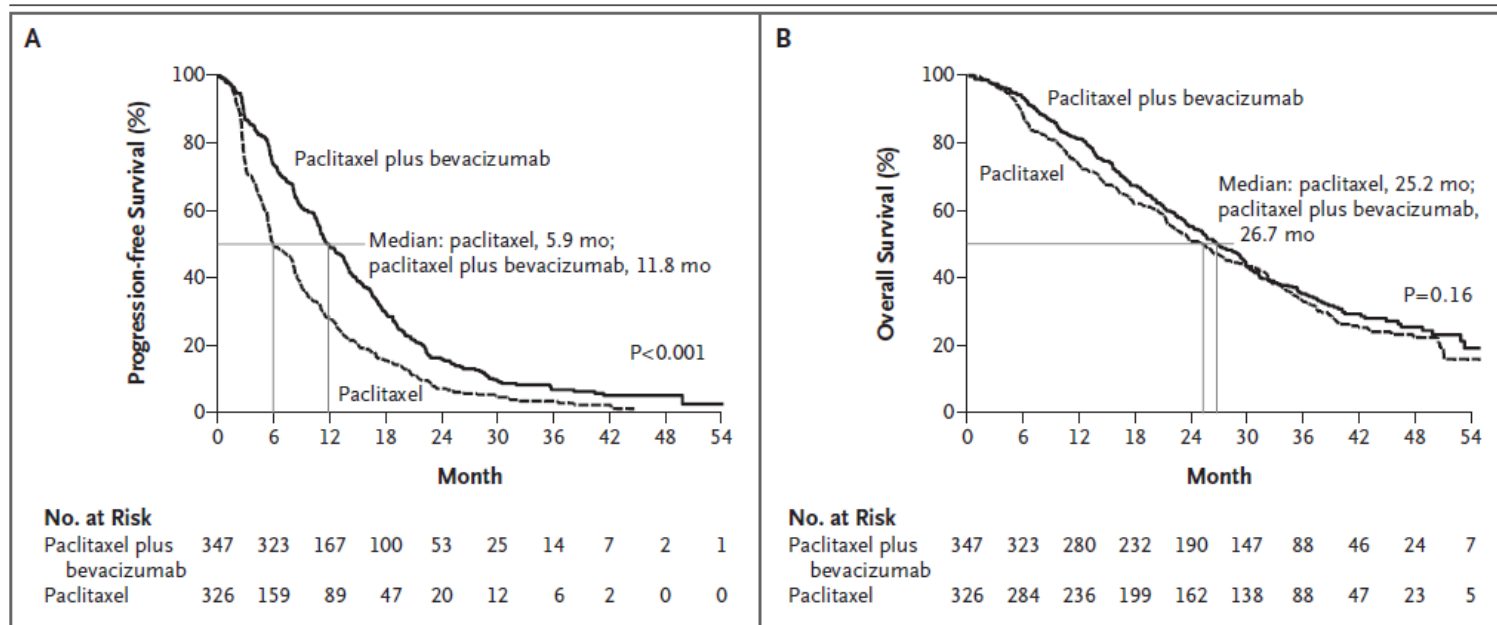 A
Progression-free Survival (%)
100
80
60
40
20
0
Paclitaxel plus bevacizumab
Median: paclitaxel, 5.9 mo;
paclitaxel plus bevacizumab, 11.8 mo
P<0.001
Paclitaxel
0 6 12 18 24 30 36 42 48 54
Month
No. at Risk
Paclitaxel plus 347 323 167 100 53 25 14 7 2 1
bevacizumab
Paclitaxel 326 159 89 47 20 12 6 2 0 0
B
Overall Survival (%)
100
80
60
40
20
0
Paclitaxel plus bevacizumab
Paclitaxel
Median: paclitaxel, 25.2 mo;
paclitaxel plus bevacizumab,
26.7 mo
P=0.16
0 6 12 18 24 30 36 42 48 54
Month
No. at Risk
Paclitaxel plus 347 323 280 232 190 147 88 46 24 7
bevacizumab
Paclitaxel 326 284 236 199 162 138 88 47 23 5